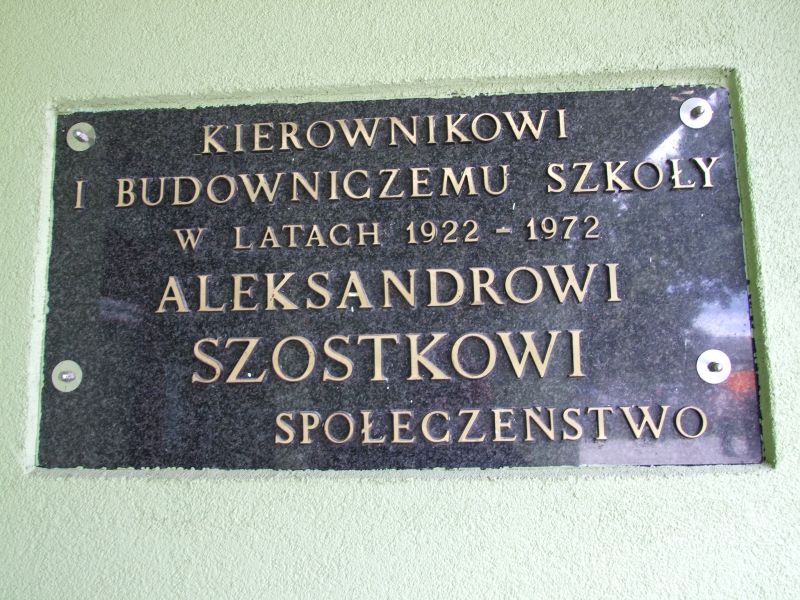 KIEROWNIKOWI
I BUDOWNICZEMU SZKOŁY
W LATACH 1922 - 1972
ALEKSANDROWI
SZOSTKOWI
SPOŁECZEŃSTWO